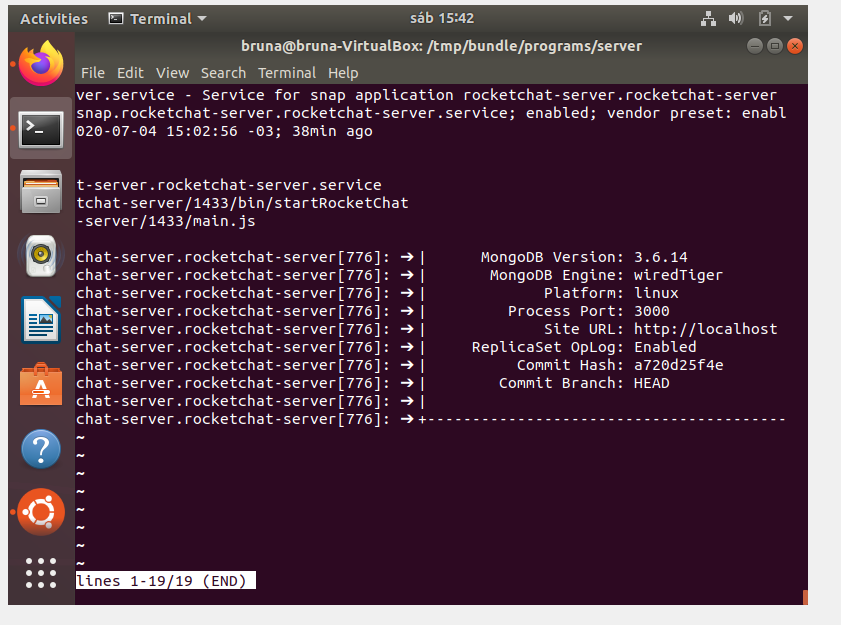 Activities Terminal sáb 15:42
bruna@bruna-VirtualBox: /tmp/bundle/programs/server
File Edit View Search Terminal Help
ver.service - Service for snap application rocketchat-server.rocketchat-server
snap.rocketchat-server.rocketchat-server.service; enabled; vendor preset: enabl
020-07-04 15:02:56 -03; 38min ago
t-server.rocketchat-server.service
tchat-server/1433/bin/startRocketChat
-server/1433/main.js
chat-server.rocketchat-server[776]: ➔ | MongoDB Version: 3.6.14
chat-server.rocketchat-server[776]: ➔ | MongoDB Engine: wiredTiger
chat-server.rocketchat-server[776]: ➔ | Platform: linux
chat-server.rocketchat-server[776]: ➔ | Process Port: 3000
chat-server.rocketchat-server[776]: ➔ | Site URL: http://localhost
chat-server.rocketchat-server[776]: ➔ | ReplicaSet OpLog: Enabled
chat-server.rocketchat-server[776]: ➔ | Commit Hash: a720d25f4e
chat-server.rocketchat-server[776]: ➔ | Commit Branch: HEAD
chat-server.rocketchat-server[776]: ➔ |
chat-server.rocketchat-server[776]: ➔ +----------------------------------------
~
~
~
~
~
~
~
~
lines 1-19/19 (END)